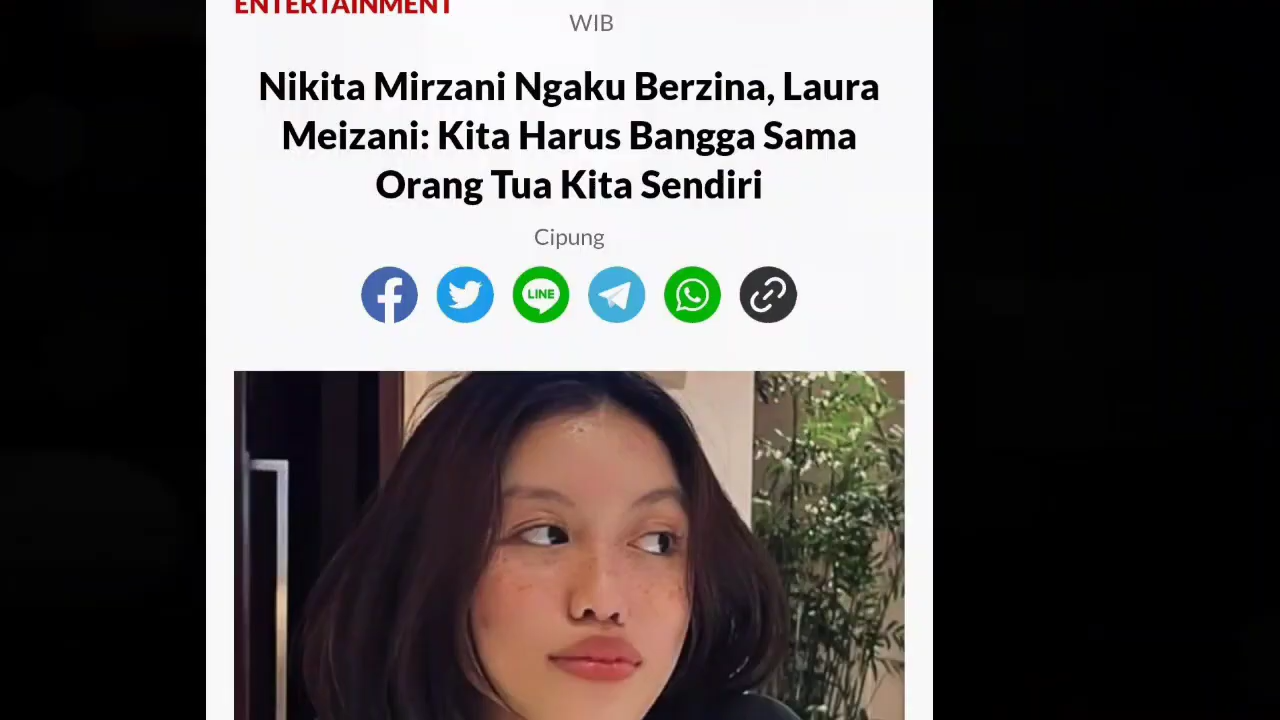 ENTERTAINMENT
WIB
Nikita Mirzani Ngaku Berzina, Laura
Meizani: Kita Harus Bangga Sama
Orang Tua Kita Sendiri
Cipung
LINE